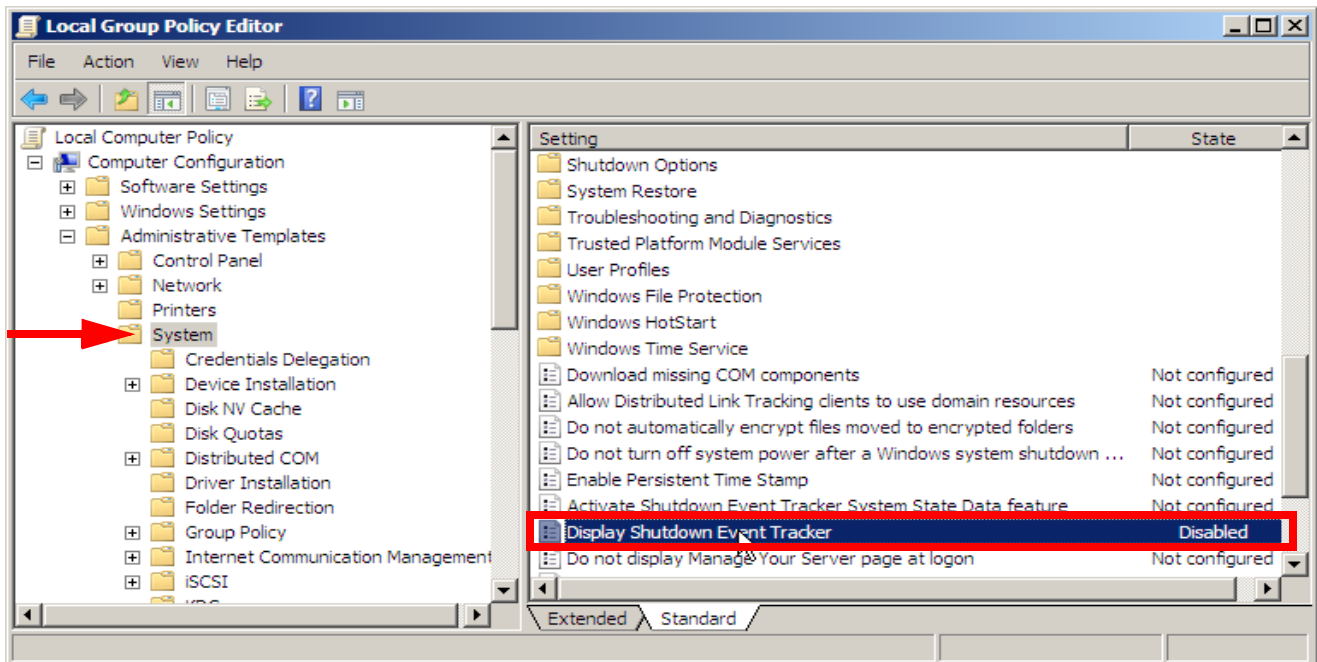 Local Group Policy Editor
File Action View Help
Local Computer Policy
Computer Configuration
Software Settings
Windows Settings
Administrative Templates
Control Panel
Network
Printers
System
Credentials Delegation
Device Installation
Disk NV Cache
Disk Quotas
Distributed COM
Driver Installation
Folder Redirection
Group Policy
Internet Communication Management
iSCSI
Setting State
Shutdown Options
System Restore
Troubleshooting and Diagnostics
Trusted Platform Module Services
User Profiles
Windows File Protection
Windows HotStart
Windows Time Service
Download missing COM components Not configured
Allow Distributed Link Tracking clients to use domain resources Not configured
Do not automatically encrypt files moved to encrypted folders Not configured
Do not turn off system power after a Windows system shutdown ... Not configured
Enable Persistent Time Stamp Not configured
Activate Shutdown Event Tracker System State Data feature Not configured
Display Shutdown Event Tracker Disabled
Do not display Manage Your Server page at logon Not configured
Extended Standard